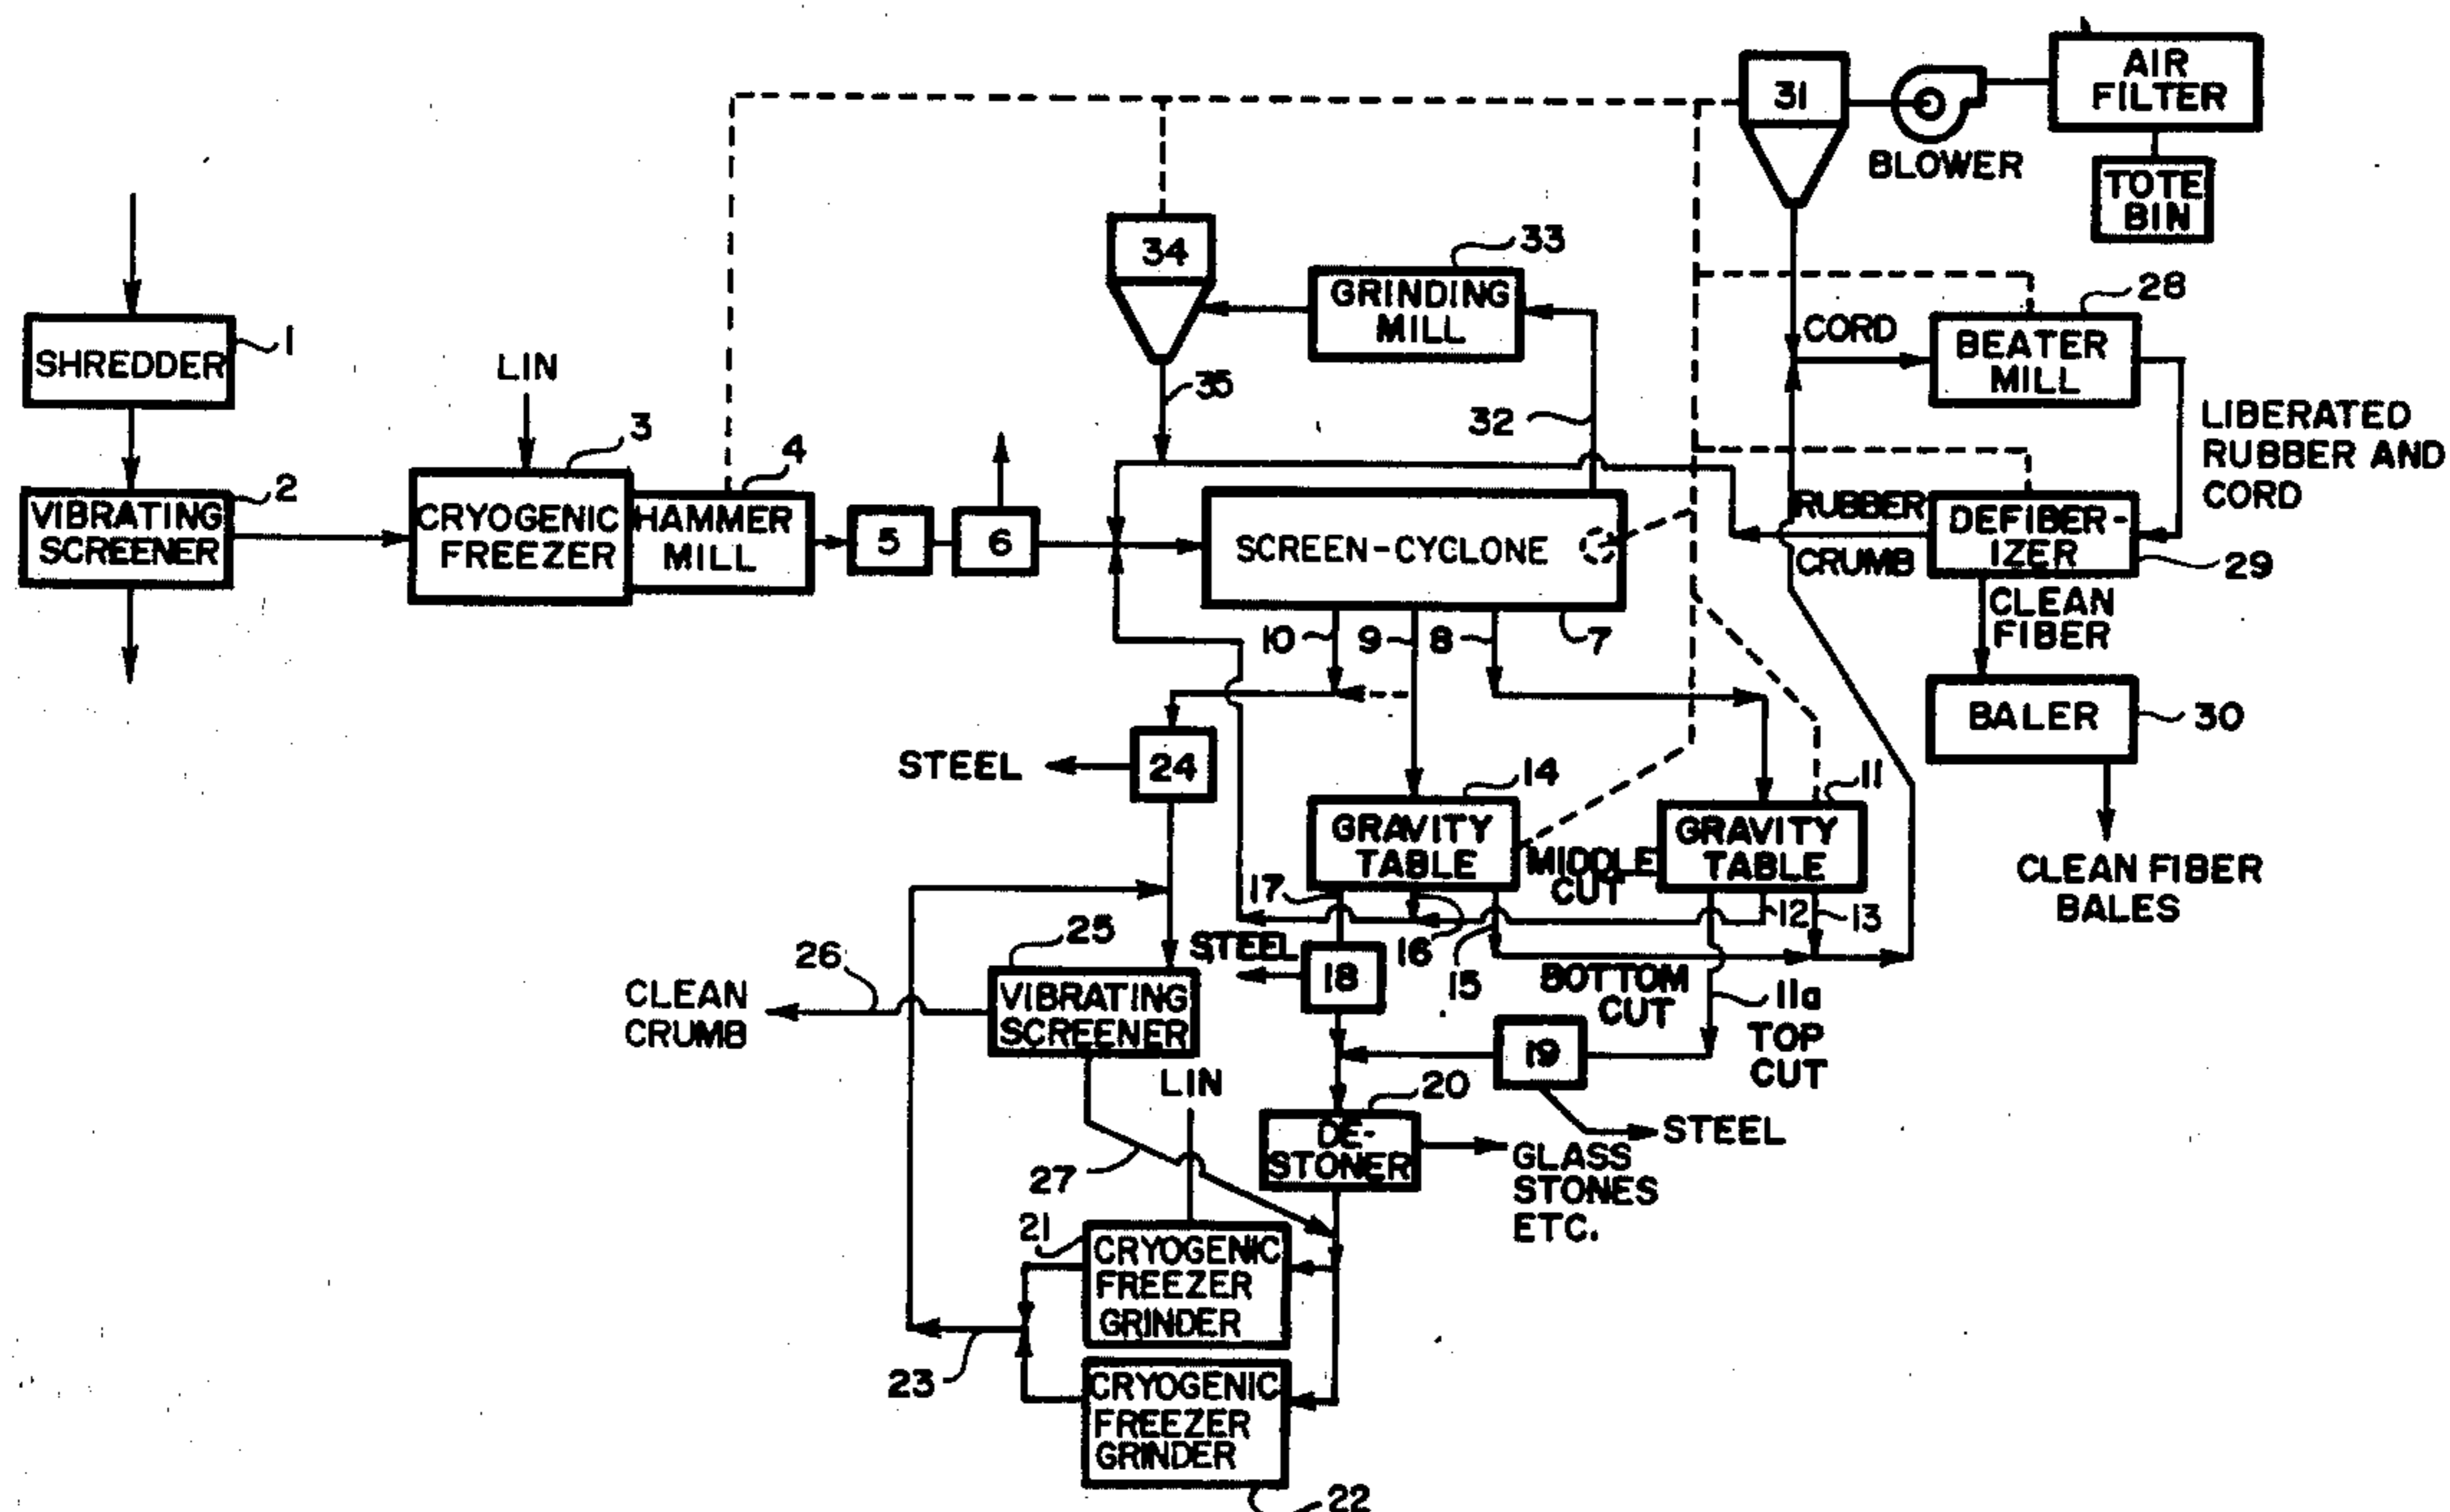 AIR
FILTER
31
BLOWER
TOTE
BIN
34
33
GRINDING
MILL
28
CORD
BEATER
MILL
1
SHREDDER
LIN
35
32
LIBERATED
RUBBER AND
CORD
3
4
2
VIBRATING
SCREENER
CRYOGENIC
FREEZER
HAMMER
MILL
5
6
SCREEN-CYCLONE
RUBBER
CRUMB
DEFIBER-
IZER
29
CLEAN
FIBER
10
9
8
7
BALER
30
STEEL
24
14
11
GRAVITY
TABLE
MIDDLE
CUT
GRAVITY
TABLE
CLEAN FIBER
BALES
17
16
15
12
13
25
26
STEEL
18
BOTTOM
CUT
11a
TOP
CUT
CLEAN
CRUMB
VIBRATING
SCREENER
19
LIN
20
STEEL
DE-
STONER
GLASS
STONES
ETC.
27
21
CRYOGENIC
FREEZER
GRINDER
23
CRYOGENIC
FREEZER
GRINDER
22